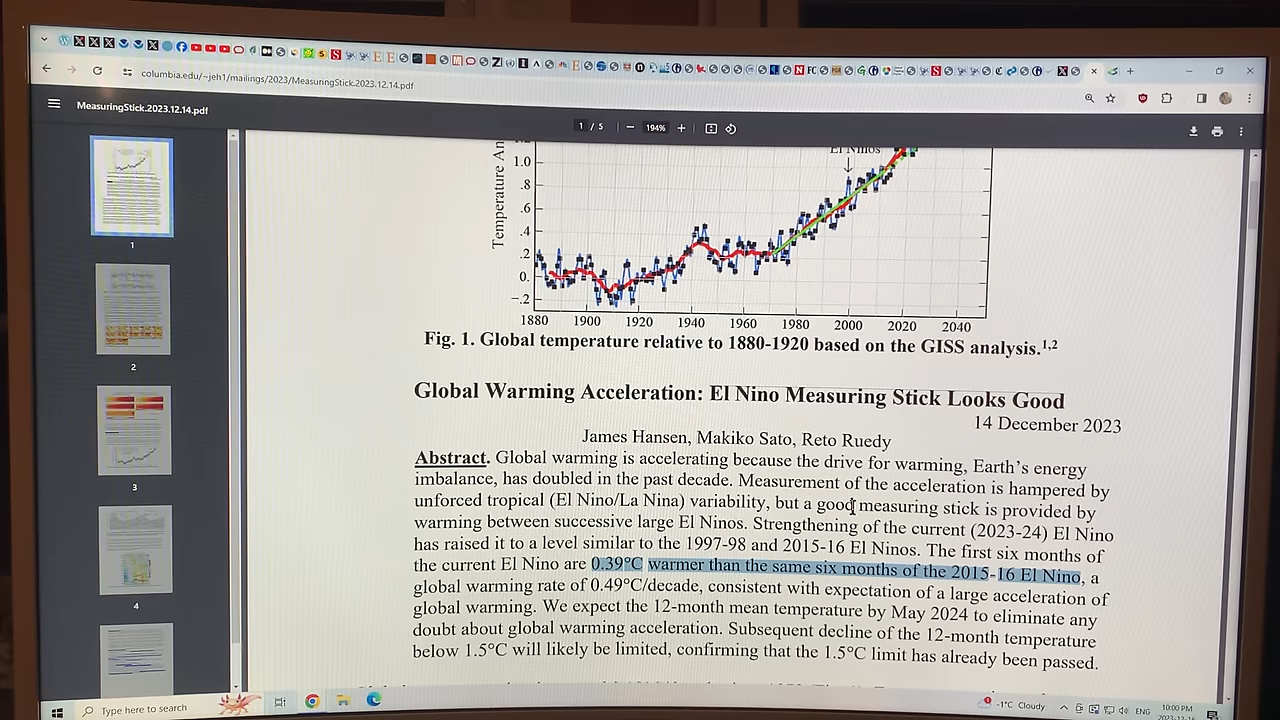 columbia.edu/~jeh1/mailings/2023/MeasuringStick.2023.12.14.pdf
MeasuringStick.2023.12.14.pdf
1 / 5
194%
1
2
3
4
Temperature An
El Ninos
1.0
.8
.6
.4
.2
0.
-.2
1880 1900 1920 1940 1960 1980 2000 2020 2040
Fig. 1. Global temperature relative to 1880-1920 based on the GISS analysis.1,2
Global Warming Acceleration: El Nino Measuring Stick Looks Good
14 December 2023
James Hansen, Makiko Sato, Reto Ruedy
Abstract. Global warming is accelerating because the drive for warming, Earth's energy
imbalance, has doubled in the past decade. Measurement of the acceleration is hampered by
unforced tropical (El Nino/La Nina) variability, but a good measuring stick is provided by
warming between successive large El Ninos. Strengthening of the current (2023-24) El Nino
has raised it to a level similar to the 1997-98 and 2015-16 El Ninos. The first six months of
the current El Nino are 0.39°C warmer than the same six months of the 2015-16 El Nino, a
global warming rate of 0.49°C/decade, consistent with expectation of a large acceleration of
global warming. We expect the 12-month mean temperature by May 2024 to eliminate any
doubt about global warming acceleration. Subsequent decline of the 12-month temperature
below 1.5°C will likely be limited, confirming that the 1.5°C limit has already been passed.
Type here to search
-1°C Cloudy
ENG
10:00 PM